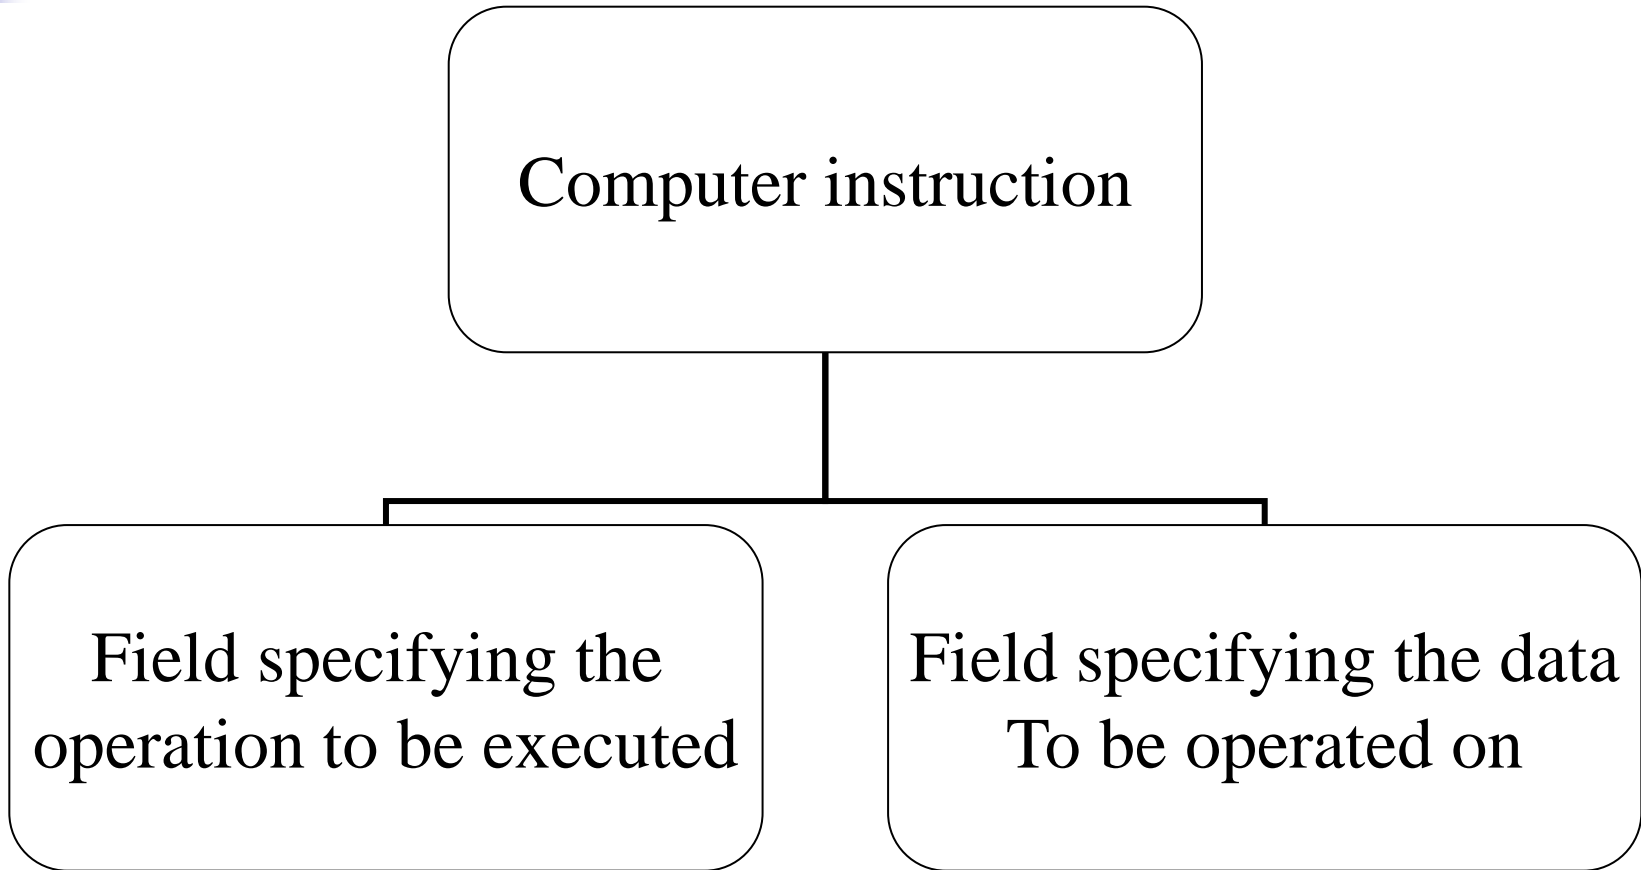 Computer instruction
Field specifying the
operation to be executed
Field specifying the data
To be operated on